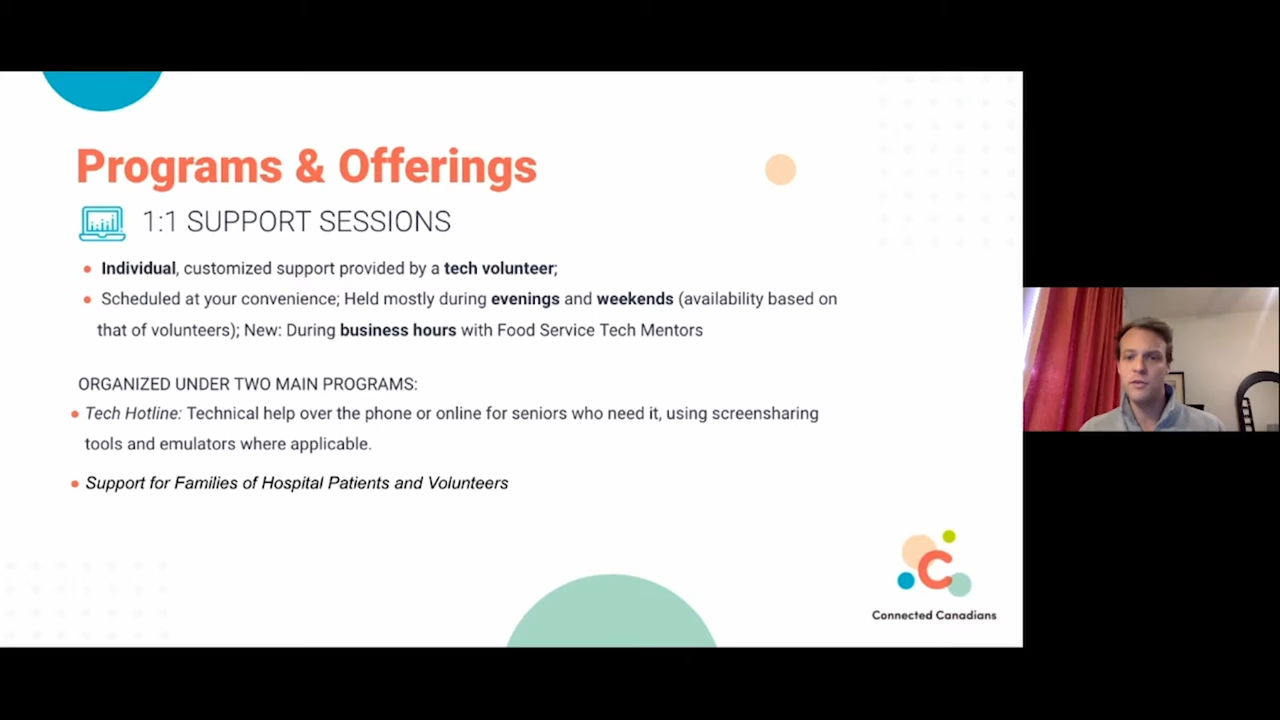 Programs & Offerings
1:1 SUPPORT SESSIONS
Individual, customized support provided by a tech volunteer;
Scheduled at your convenience; Held mostly during evenings and weekends (availability based on
that of volunteers); New: During business hours with Food Service Tech Mentors
ORGANIZED UNDER TWO MAIN PROGRAMS:
Tech Hotline: Technical help over the phone or online for seniors who need it, using screensharing
tools and emulators where applicable.
Support for Families of Hospital Patients and Volunteers
C
Connected Canadians